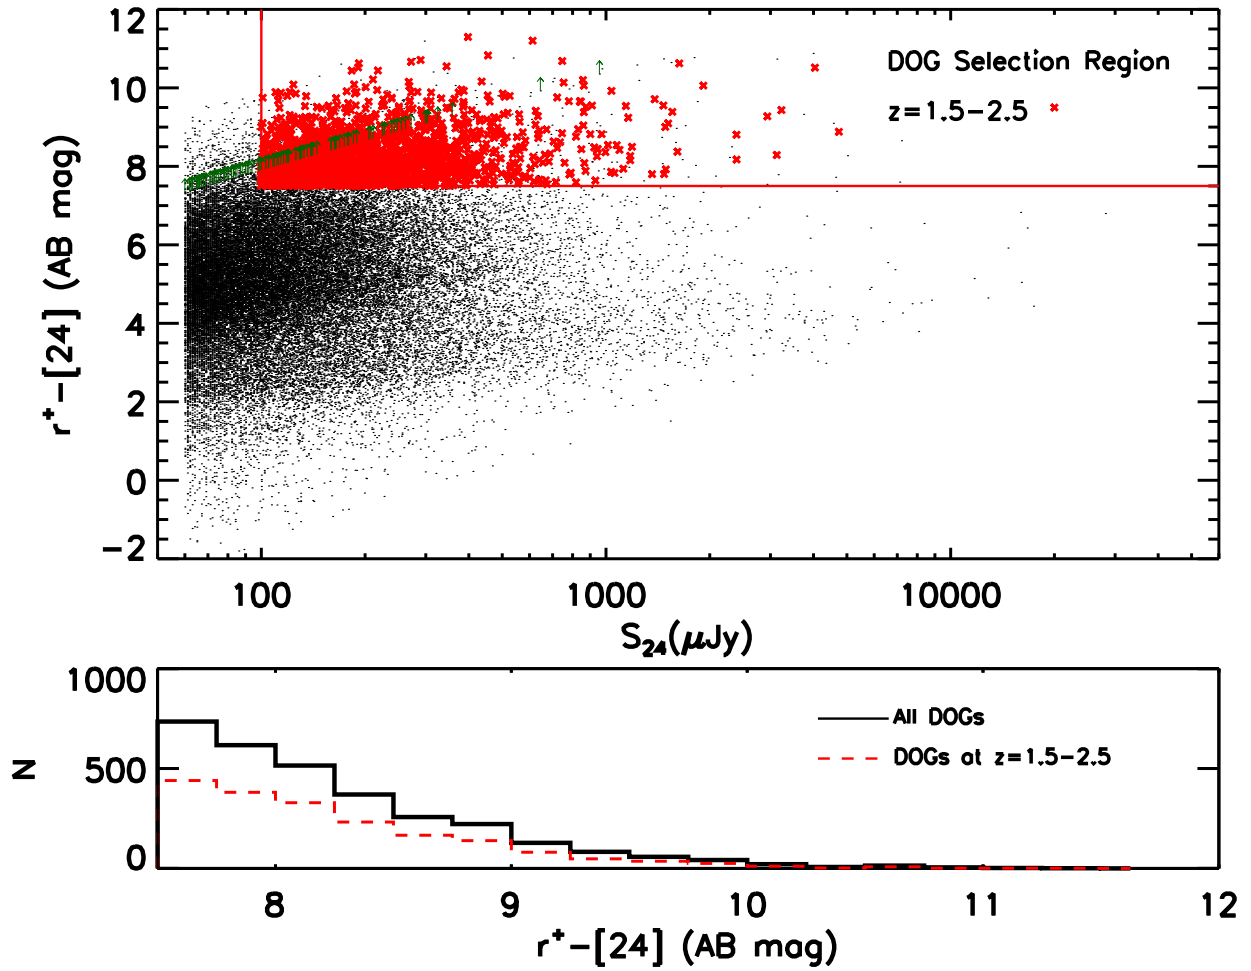 12
10
8
6
4
2
0
−2
r⁺−[24] (AB mag)
DOG Selection Region
z=1.5−2.5
100
1000
10000
S₂₄(μJy)
1000
500
0
N
All DOGs
DOGs at z=1.5−2.5
8
9
10
11
12
r⁺−[24] (AB mag)